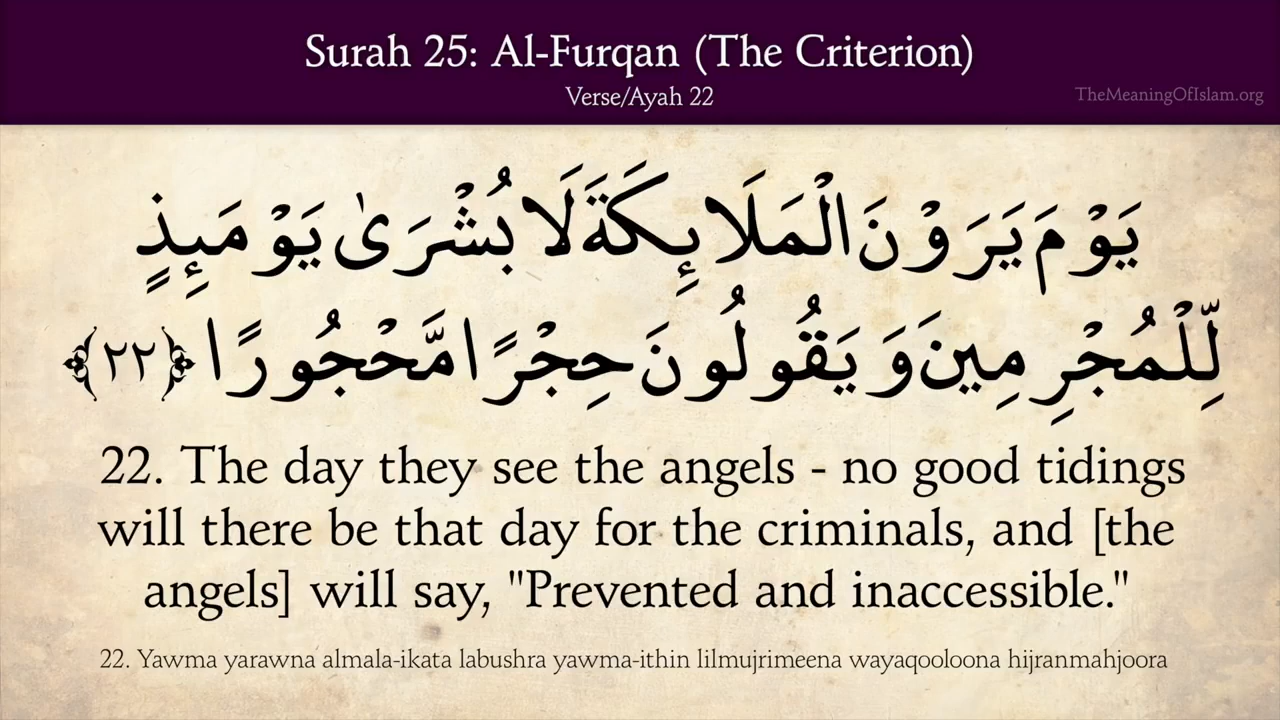 Surah 25: Al-Furqan (The Criterion)
Verse/Ayah 22
TheMeaningOfIslam.org
يَوْمَ يَرَوْنَ الْمَلَايِٕكَةَ لَا بُشْرَىٰ يَوْمَىِٕذٍ
لِّلْمُجْرِمِينَ وَيَقُولُونَ حِجْرًا مَّحْجُورًا ﴿٢٢﴾
22. The day they see the angels - no good tidings
will there be that day for the criminals, and [the
angels] will say, "Prevented and inaccessible."
22. Yawma yarawna almala-ikata labushra yawma-ithin lilmujrimeena wayaqooloona hijranmahjoora